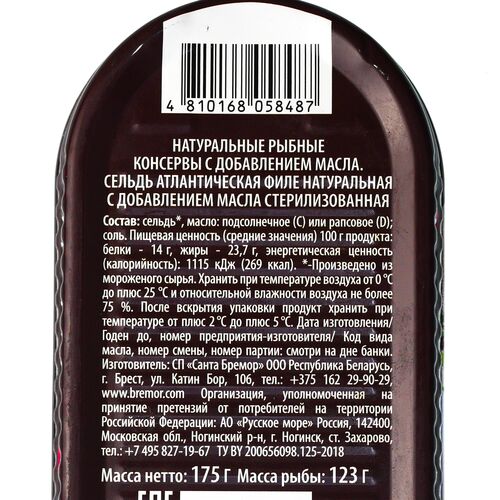 4 810168 058487
НАТУРАЛЬНЫЕ РЫБНЫЕ
КОНСЕРВЫ С ДОБАВЛЕНИЕМ МАСЛА.
СЕЛЬДЬ АТЛАНТИЧЕСКАЯ ФИЛЕ НАТУРАЛЬНАЯ
С ДОБАВЛЕНИЕМ МАСЛА СТЕРИЛИЗОВАННАЯ
Состав: сельдь*, масло: подсолнечное (C) или рапсовое (D);
соль. Пищевая ценность (средние значения) 100 г продукта:
белки - 14 г, жиры - 23,7 г, энергетическая ценность
(калорийность): 1115 кДж (269 ккал). *-Произведено из
мороженого сырья. Хранить при температуре воздуха от 0 °C
до плюс 25 °C и относительной влажности воздуха не более
75 %. После вскрытия упаковки продукт хранить при
температуре от плюс 2 °C до плюс 5 °C. Дата изготовления/
Годен до, номер предприятия-изготовителя/ Код вида
масла, номер смены, номер партии: смотри на дне банки.
Изготовитель: СП «Санта Бремор» ООО Республика Беларусь,
г. Брест, ул. Катин Бор, 106, тел.: +375 162 29-90-29,
www.bremor.com Организация, уполномоченная на
принятие претензий от потребителей на территории
Российской Федерации: АО «Русское море» Россия, 142400,
Московская обл., Ногинский р-н, г. Ногинск, ст. Захарово,
тел.:+7 495 827-19-67 ТУ BY 200656098.125-2018
Масса нетто: 175 г Масса рыбы: 123 г